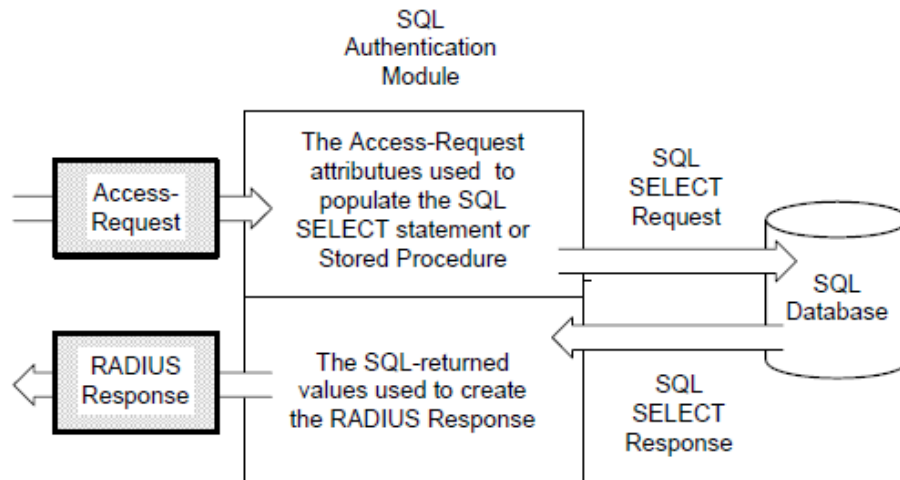 SQL
Authentication
Module
Access-
Request
The Access-Request
attributues used to
populate the SQL
SELECT statement or
Stored Procedure
SQL
SELECT
Request
SQL
Database
RADIUS
Response
The SQL-returned
values used to create
the RADIUS Response
SQL
SELECT
Response